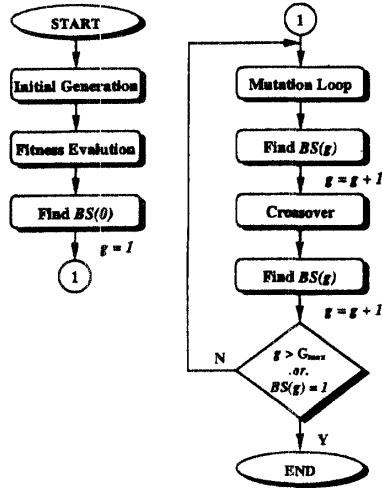 START
Initial Generation
Fitness Evalution
Find BS(0)
g = 1
1
1
Mutation Loop
Find BS(g)
g = g + 1
Crossover
Find BS(g)
g = g + 1
g > Gmax
.or.
BS(g) = 1
N
Y
END